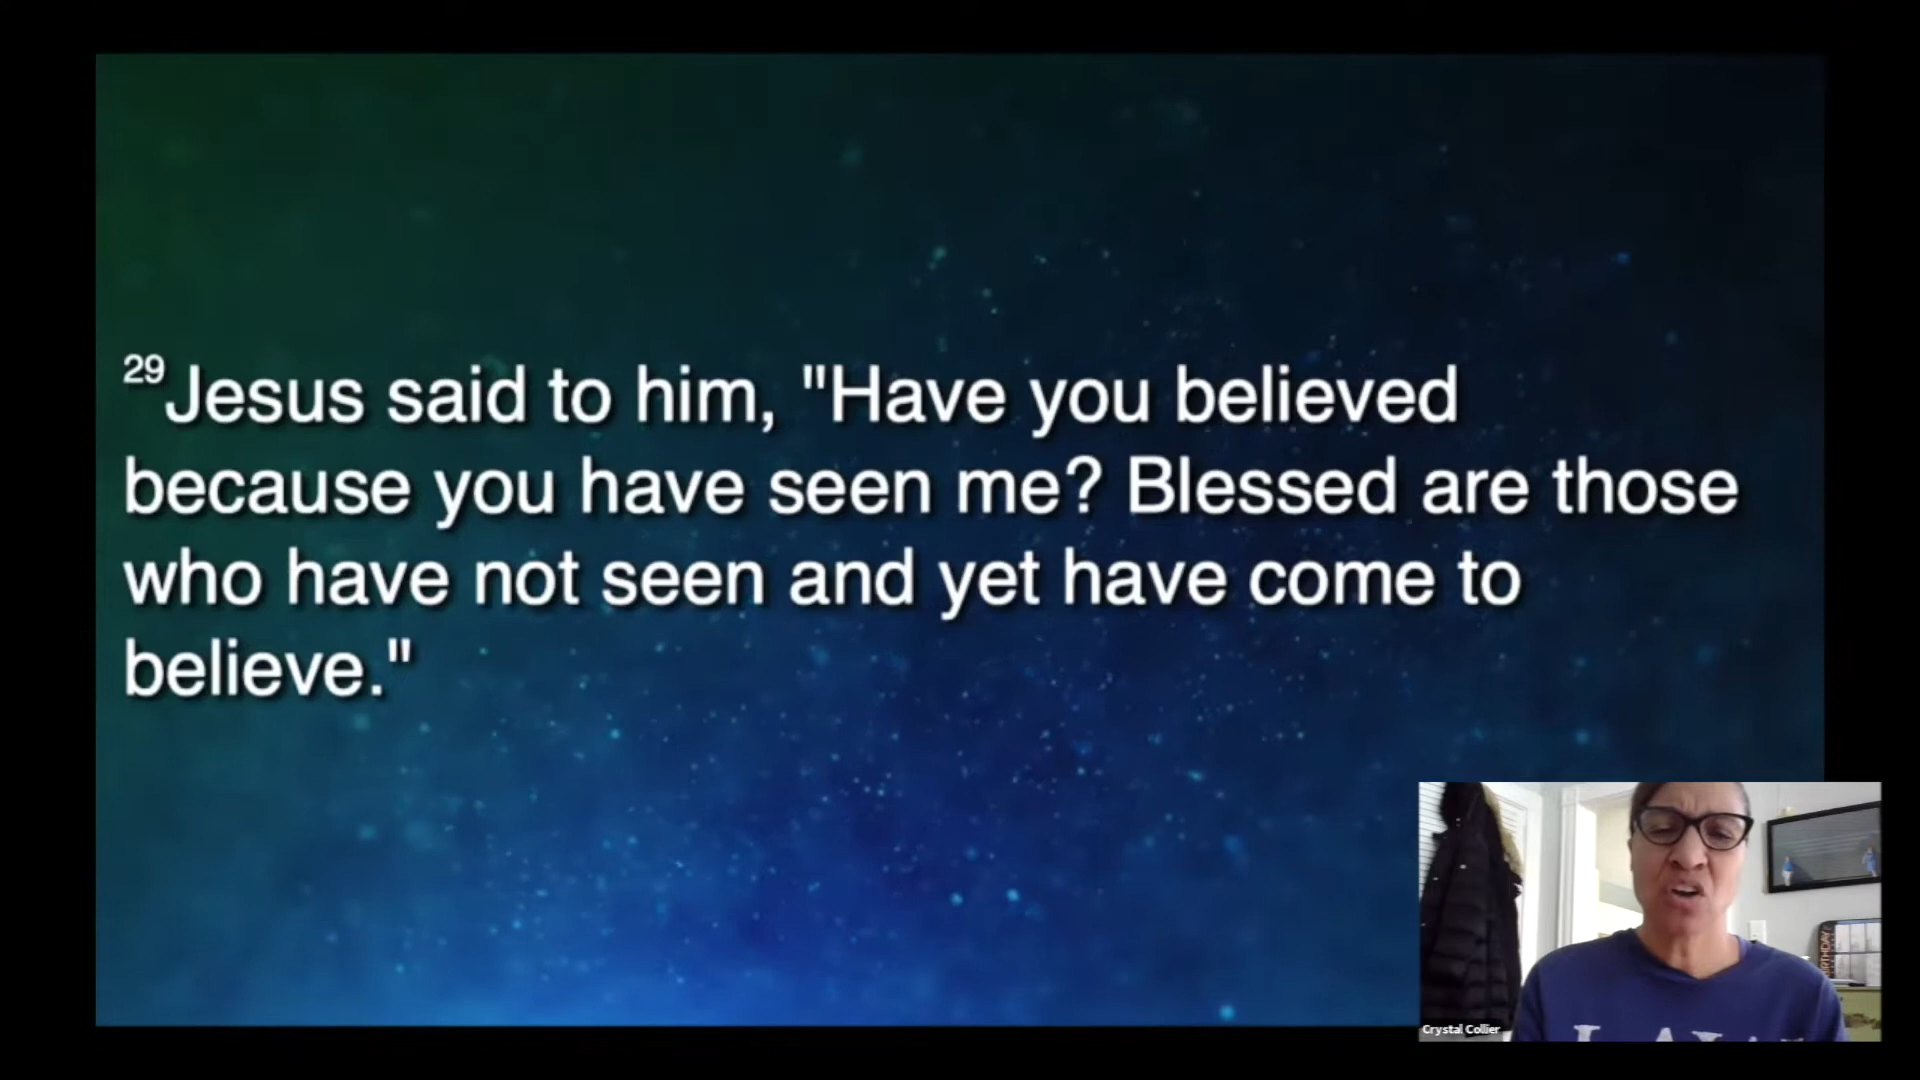 29Jesus said to him, "Have you believed
because you have seen me? Blessed are those
who have not seen and yet have come to
believe."
Crystal Collier